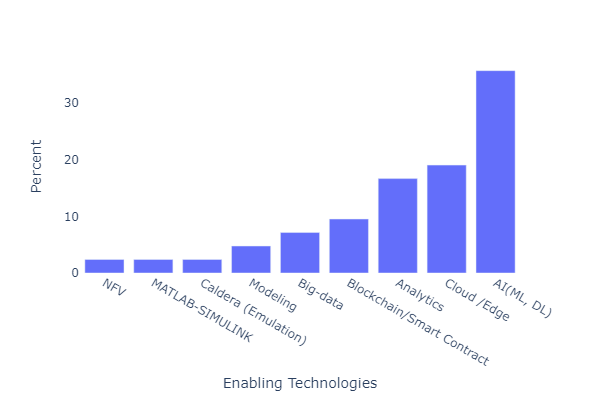 Percent
30
20
10
0
NFV
MATLAB-SIMULINK
Caldera (Emulation)
Modeling
Big-data
Blockchain/Smart Contract
Analytics
Cloud /Edge
AI(ML, DL)
Enabling Technologies